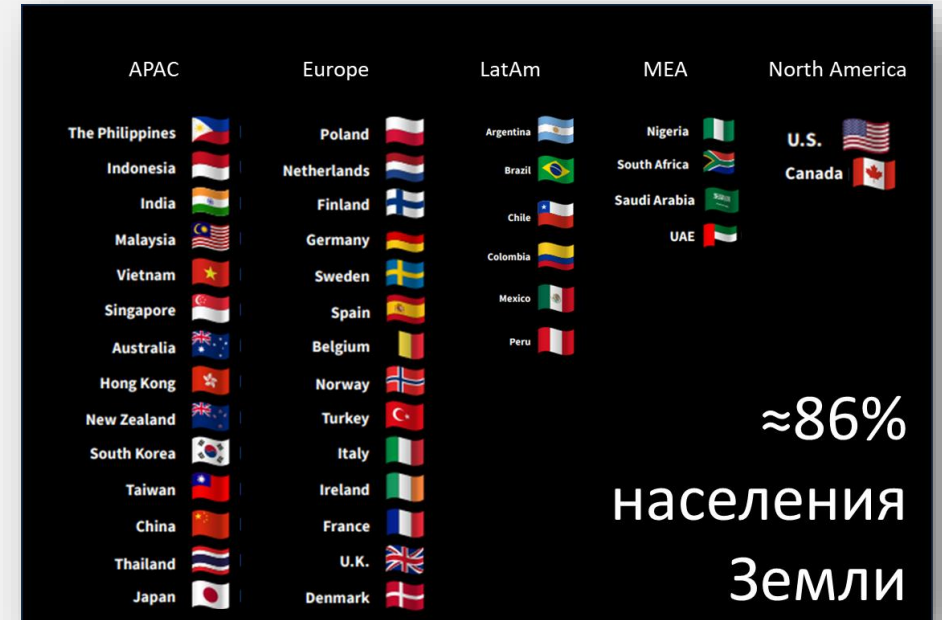 APAC
Europe
LatAm
MEA
North America
The Philippines
Indonesia
India
Malaysia
Vietnam
Singapore
Australia
Hong Kong
New Zealand
South Korea
Taiwan
China
Thailand
Japan
Poland
Netherlands
Finland
Germany
Sweden
Spain
Belgium
Norway
Turkey
Italy
Ireland
France
U.K.
Denmark
Argentina
Brazil
Chile
Colombia
Mexico
Peru
Nigeria
South Africa
Saudi Arabia
UAE
U.S.
Canada
≈86%
населения
Земли